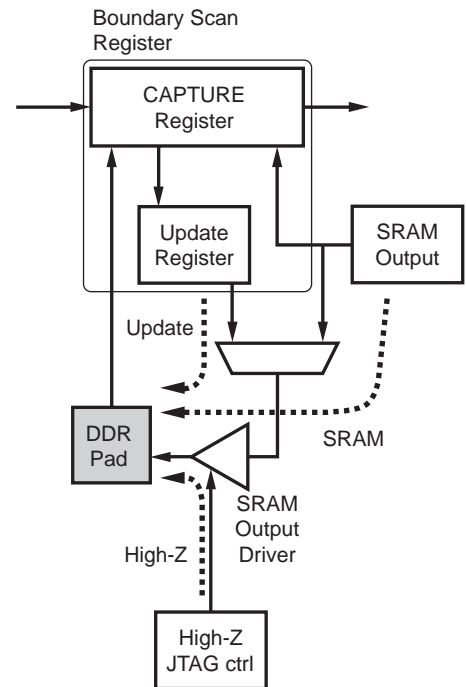 Boundary Scan
Register
CAPTURE
Register
Update
Register
SRAM
Output
Update
DDR
Pad
SRAM
SRAM
Output
Driver
High-Z
High-Z
JTAG ctrl